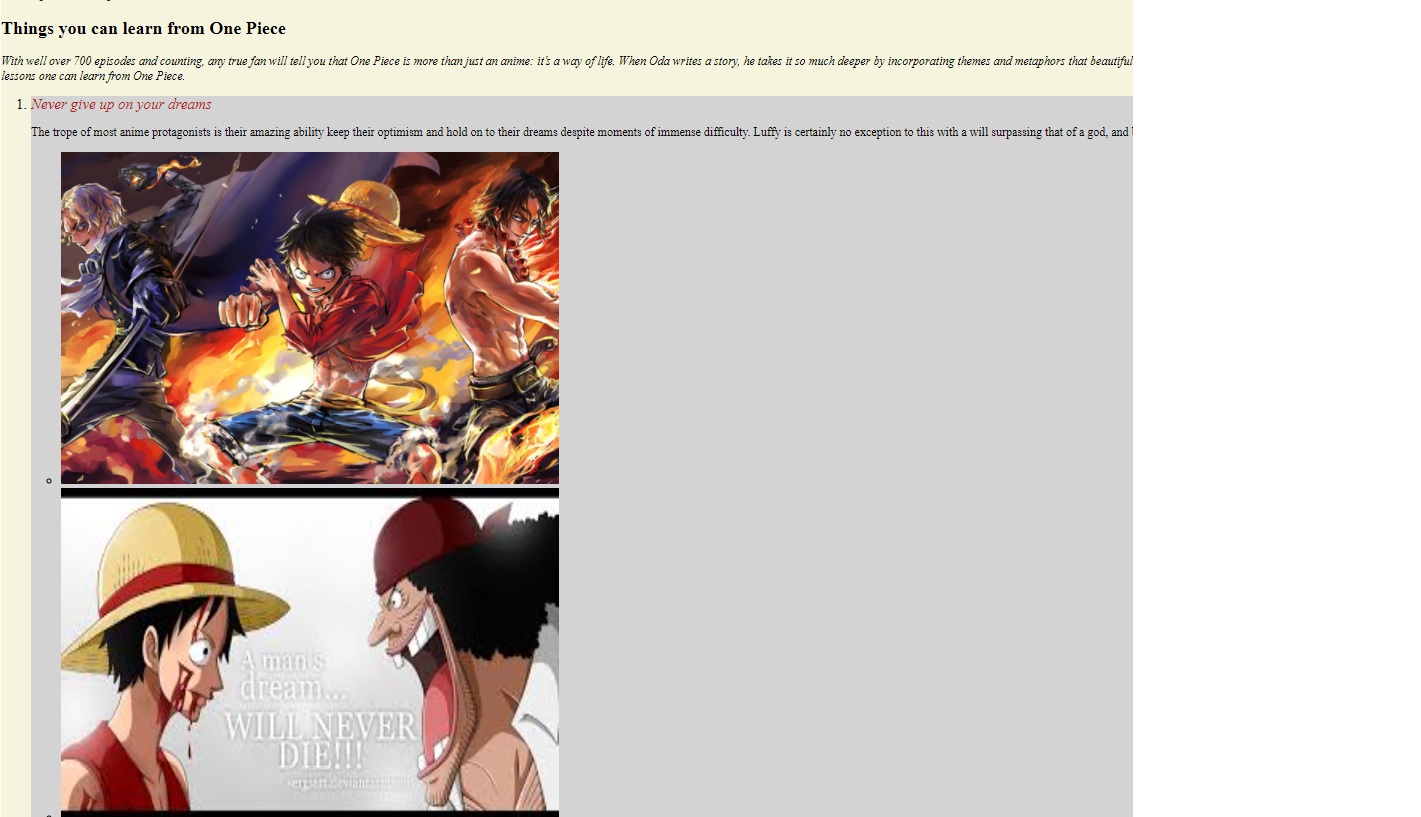 Things you can learn from One Piece
With well over 700 episodes and counting, any true fan will tell you that One Piece is more than just an anime: it's a way of life. When Oda writes a story, he takes it so much deeper by incorporating themes and metaphors that beautiful
lessons one can learn from One Piece.
1. Never give up on your dreams
The trope of most anime protagonists is their amazing ability keep their optimism and hold on to their dreams despite moments of immense difficulty. Luffy is certainly no exception to this with a will surpassing that of a god, and
A man's
dream...
WILL NEVER
DIE!!!